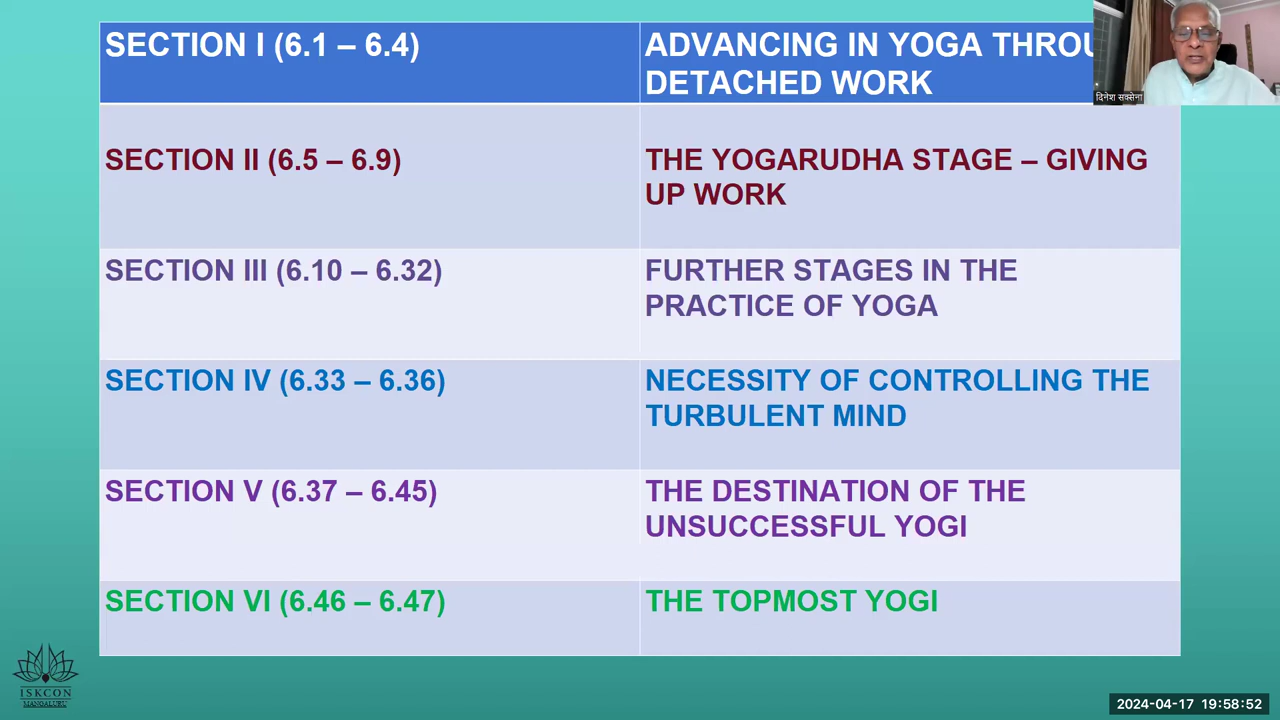 SECTION I (6.1 – 6.4)
ADVANCING IN YOGA THROU
DETACHED WORK
दिनेश सक्सेना
SECTION II (6.5 – 6.9)
THE YOGARUDHA STAGE – GIVING
UP WORK
SECTION III (6.10 – 6.32)
FURTHER STAGES IN THE
PRACTICE OF YOGA
SECTION IV (6.33 – 6.36)
NECESSITY OF CONTROLLING THE
TURBULENT MIND
SECTION V (6.37 – 6.45)
THE DESTINATION OF THE
UNSUCCESSFUL YOGI
SECTION VI (6.46 – 6.47)
THE TOPMOST YOGI
ISKCON
MANGALURU
2024-04-17 19:58:52